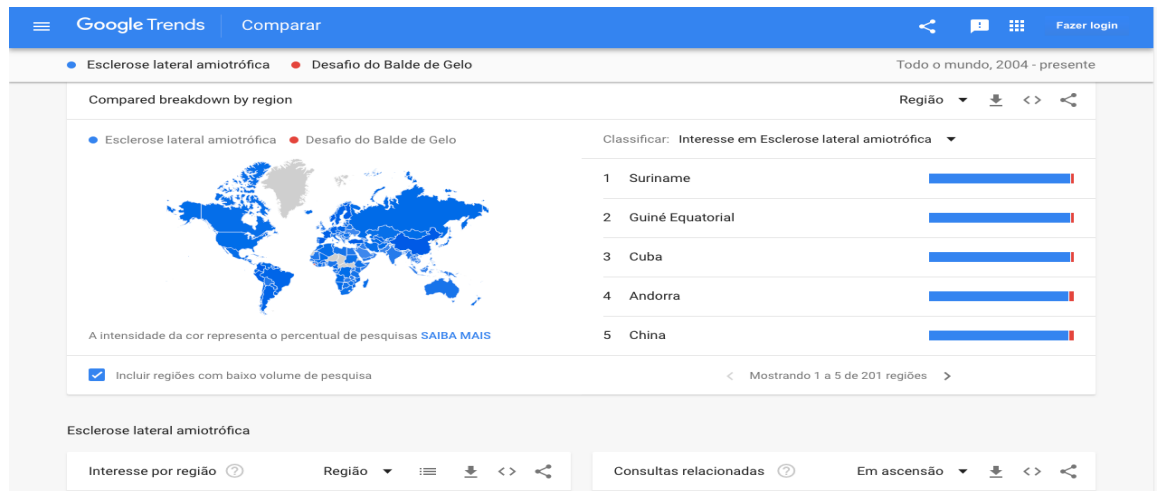 Google Trends Comparar Fazer login
Esclerose lateral amiotrófica Desafio do Balde de Gelo Todo o mundo, 2004 - presente
Compared breakdown by region Região
Esclerose lateral amiotrófica Desafio do Balde de Gelo
Classificar: Interesse em Esclerose lateral amiotrófica
1 Suriname
2 Guiné Equatorial
3 Cuba
4 Andorra
5 China
A intensidade da cor representa o percentual de pesquisas SAIBA MAIS
Incluir regiões com baixo volume de pesquisa
Mostrando 1 a 5 de 201 regiões
Esclerose lateral amiotrófica
Interesse por região ? Região
Consultas relacionadas ? Em ascensão